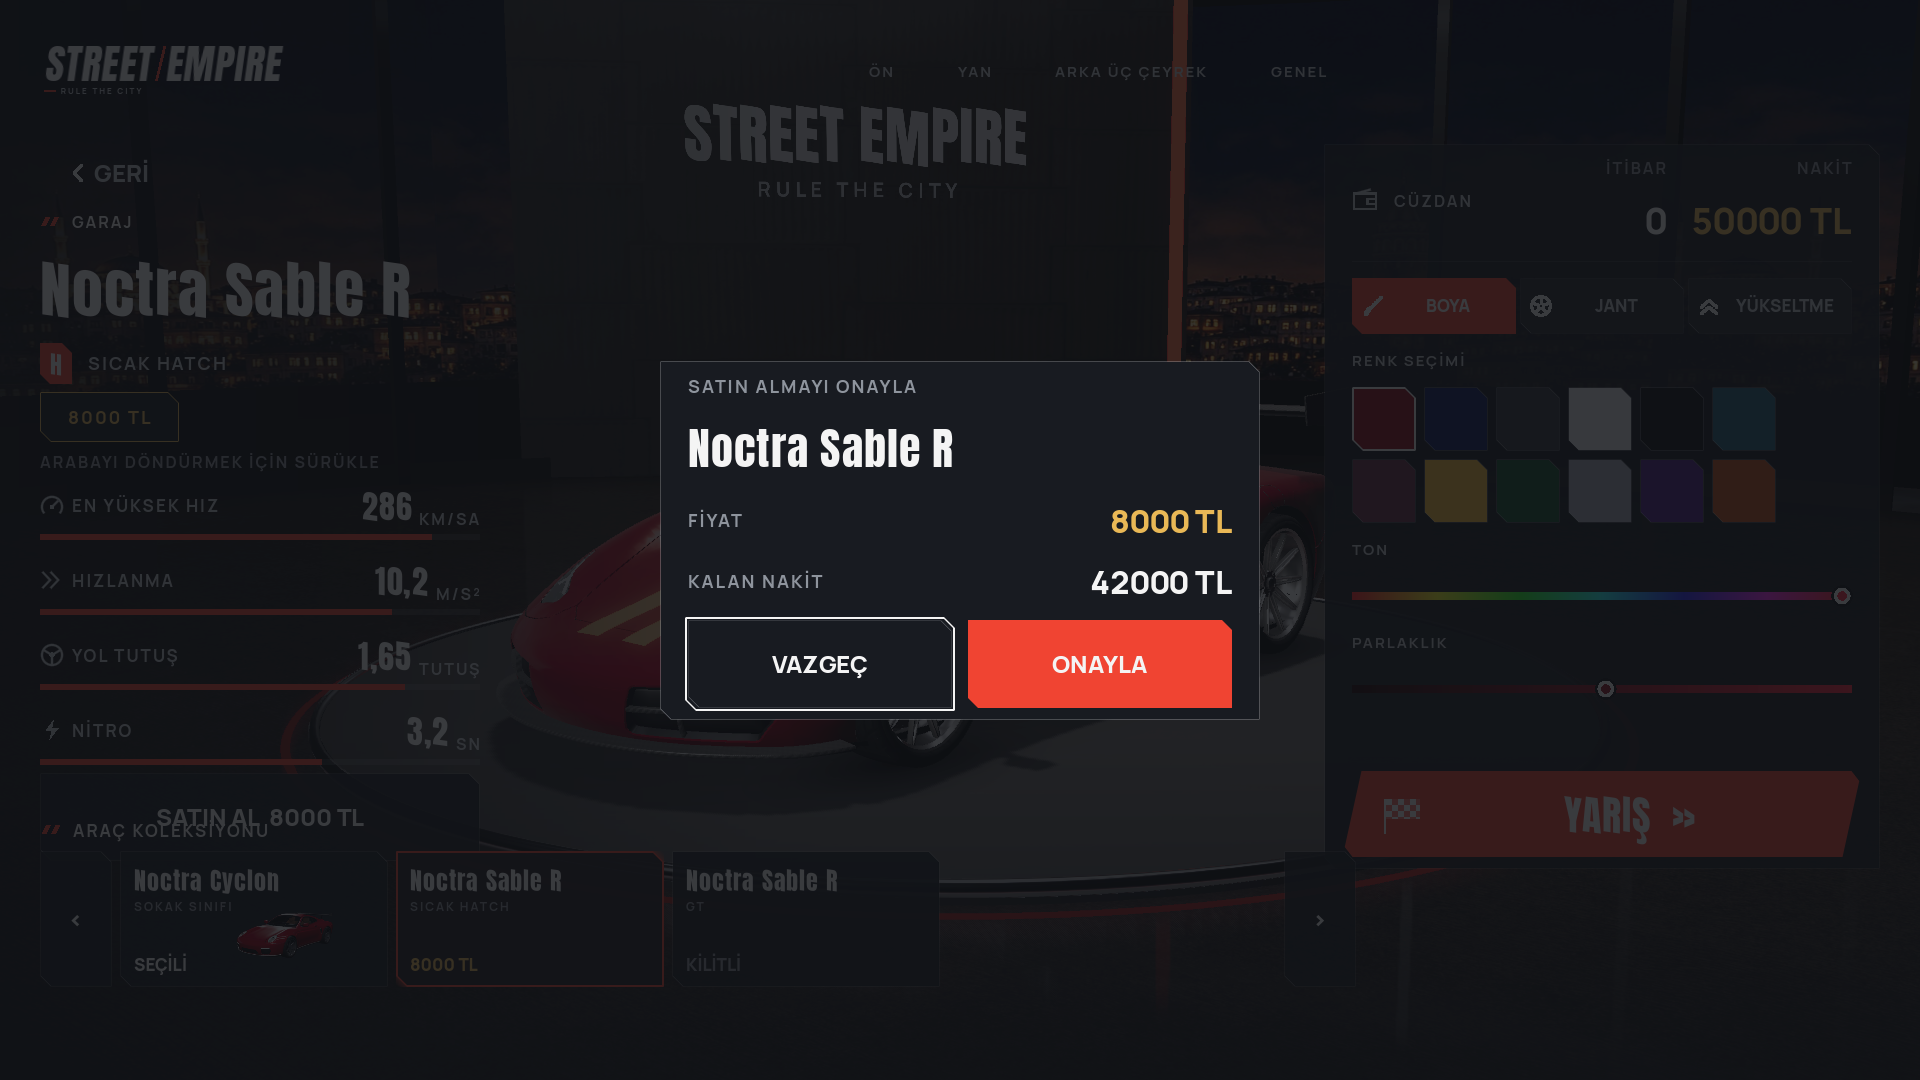 STREET/EMPIRE
RULE THE CITY
ÖN
YAN
ARKA ÜÇ ÇEYREK
GENEL
STREET EMPIRE
RULE THE CITY
GERİ
GARAJ
Noctra Sable R
H
SICAK HATCH
8000 TL
ARABAYI DÖNDÜRMEK İÇİN SÜRÜKLE
EN YÜKSEK HIZ
286 KM/SA
HIZLANMA
10,2 M/S²
YOL TUTUŞ
1,65 TUTUŞ
NİTRO
3,2 SN
SATIN AL 8000 TL
ARAÇ KOLEKSİYONU
Noctra Cyclon
SOKAK SINIFI
SEÇİLİ
Noctra Sable R
SICAK HATCH
8000 TL
Noctra Sable R
GT
KİLİTLİ
SATIN ALMAYI ONAYLA
Noctra Sable R
FİYAT
8000 TL
KALAN NAKİT
42000 TL
VAZGEÇ
ONAYLA
CÜZDAN
İTİBAR
0
NAKİT
50000 TL
BOYA
JANT
YÜKSELTME
RENK SEÇİMİ
TON
PARLAKLIK
YARIŞ